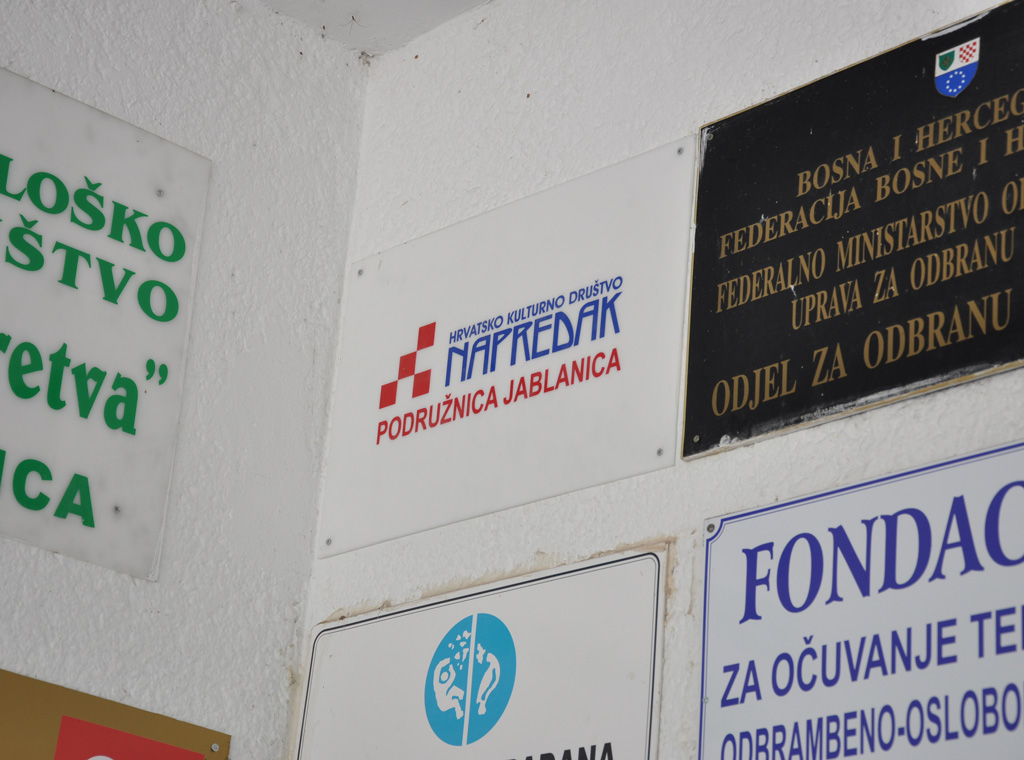 LOŠKO
UŠTVO
retva”
ICA
HRVATSKO KULTURNO DRUŠTVO
NAPREDAK
PODRUŽNICA JABLANICA
BOSNA I HERCEG
FEDERACIJA BOSNE I H
FEDERALNO MINISTARSTVO
UPRAVA ZA ODBRANU
ODJEL ZA ODBRANU
FONDAC
ZA OČUVANJE TE
ODBRAMBENO-OSLOBO